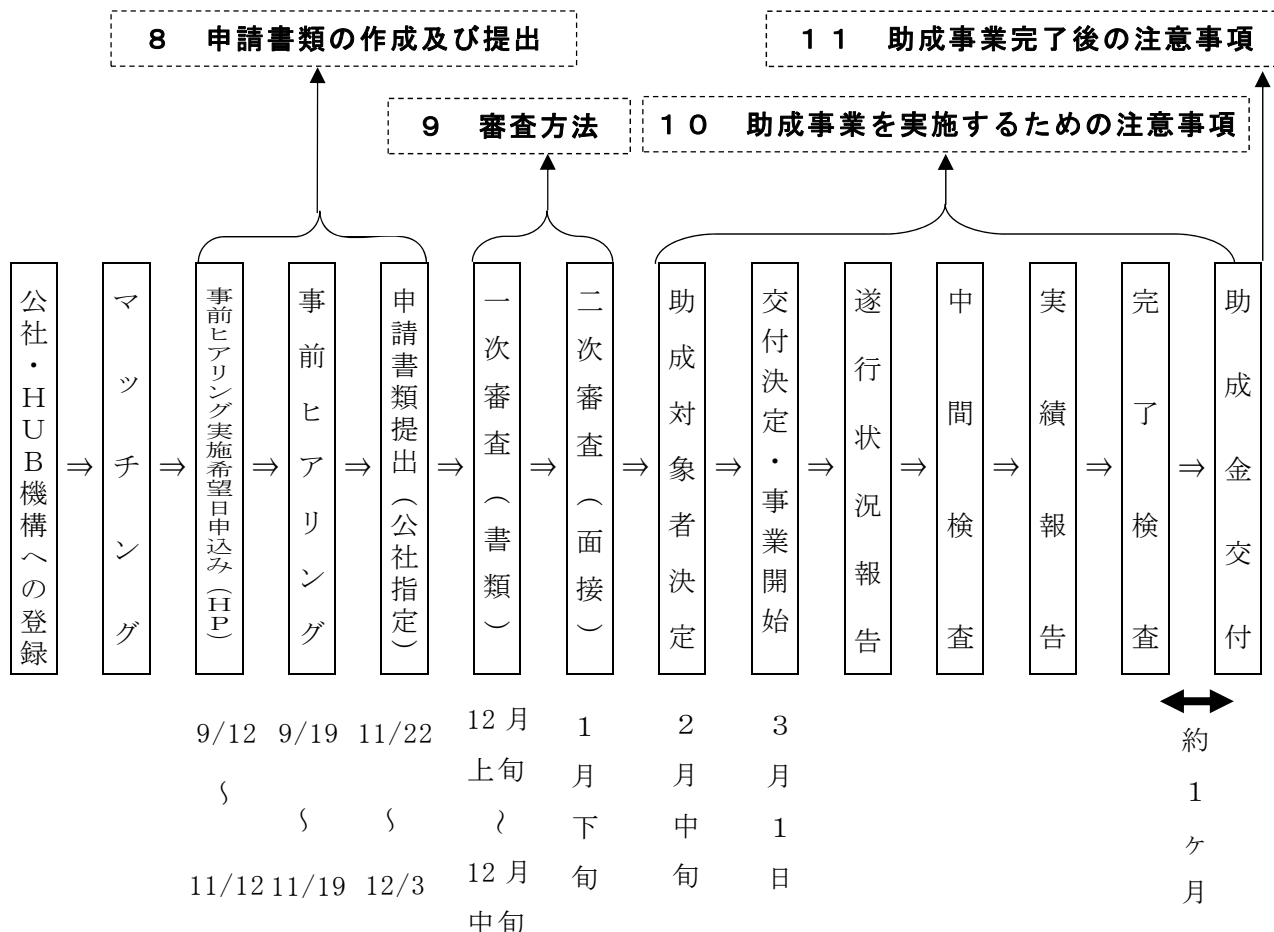 ８　申請書類の作成及び提出
１１　助成事業完了後の注意事項
９　審査方法
１０　助成事業を実施するための注意事項
公社・ＨＵＢ機構への登録
⇒
マッチング
⇒
事前ヒアリング実施希望日申込み（ＨＰ）
⇒
事前ヒアリング
⇒
申請書類提出（公社指定）
⇒
一次審査（書類）
⇒
二次審査（面接）
⇒
助成対象者決定
⇒
交付決定・事業開始
⇒
遂行状況報告
⇒
中間検査
⇒
実績報告
⇒
完了検査
⇒
助成金交付
9/12
～
11/12
9/19
～
11/19
11/22
～
12/3
12月
上旬
～
12月
中旬
１月下旬
２月中旬
３月１日
約１ヶ月